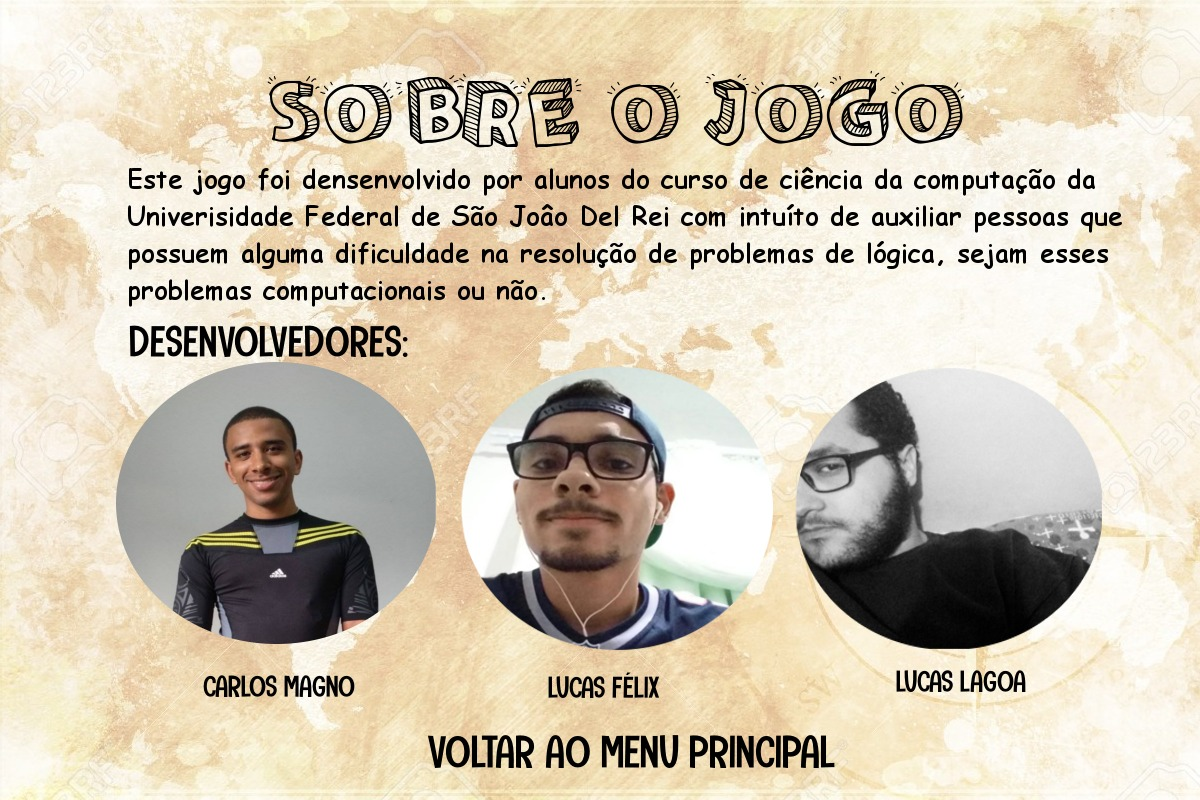 SOBRE O JOGO
Este jogo foi densenvolvido por alunos do curso de ciência da computação da
Univerisidade Federal de São Joâo Del Rei com intuíto de auxiliar pessoas que
possuem alguma dificuldade na resolução de problemas de lógica, sejam esses
problemas computacionais ou não.
DESENVOLVEDORES:
adidas
CARLOS MAGNO
LUCAS FÉLIX
LUCAS LAGOA
VOLTAR AO MENU PRINCIPAL
123RF